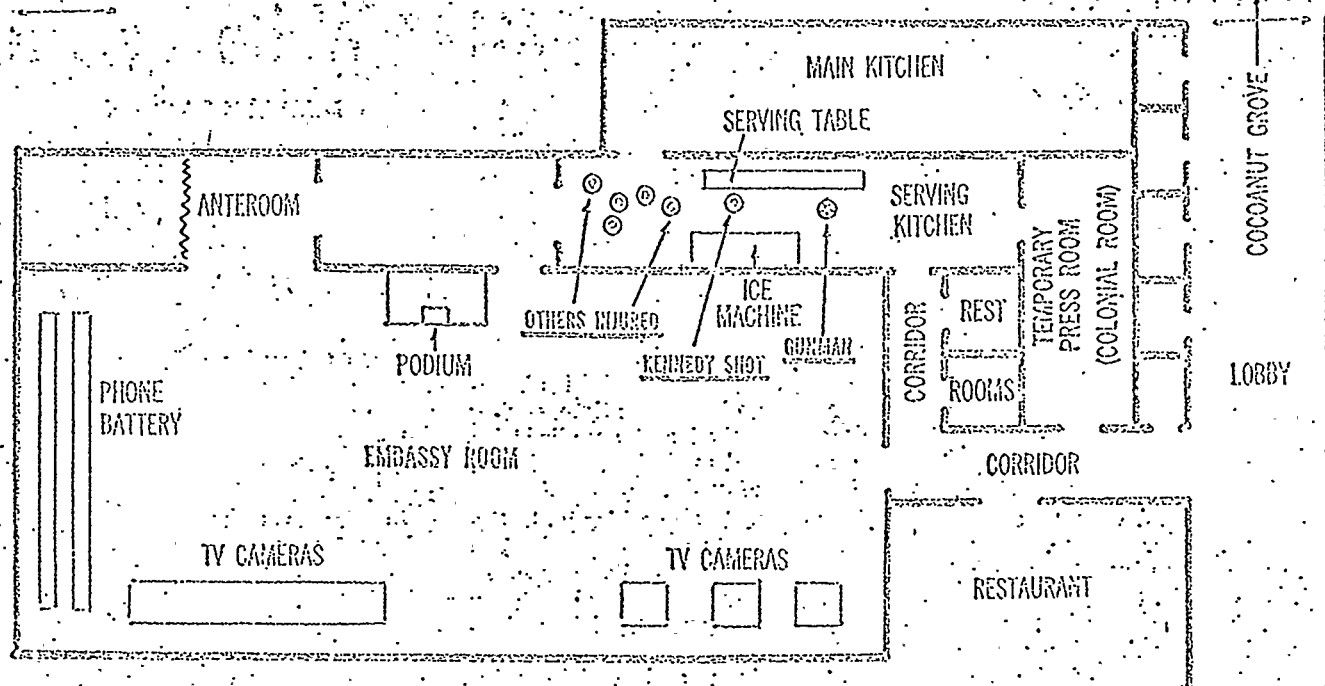 MAIN KITCHEN
SERVING TABLE
COCOANUT GROVE
ANTEROOM
SERVING
KITCHEN
TEMPORARY
PRESS ROOM
(COLONIAL ROOM)
ICE
MACHINE
OTHERS INJURED
KENNEDY SHOT
GUNMAN
CORRIDOR
REST
ROOMS
PODIUM
LOBBY
PHONE
BATTERY
EMBASSY ROOM
CORRIDOR
TV CAMERAS
TV CAMERAS
RESTAURANT